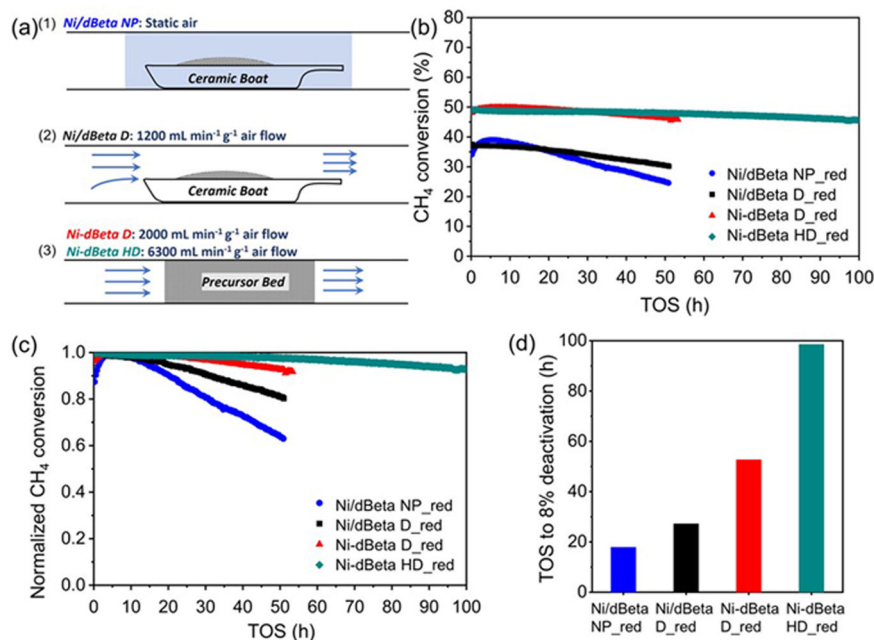 (a)
(1) Ni/dBeta NP: Static air
Ceramic Boat
(2) Ni/dBeta D: 1200 mL min⁻¹ g⁻¹ air flow
Ceramic Boat
Ni-dBeta D: 2000 mL min⁻¹ g⁻¹ air flow
Ni-dBeta HD: 6300 mL min⁻¹ g⁻¹ air flow
(3)
Precursor Bed
(b)
CH₄ conversion (%)
80
70
60
50
40
30
20
10
0
Ni/dBeta NP_red
Ni/dBeta D_red
Ni-dBeta D_red
Ni-dBeta HD_red
0 10 20 30 40 50 60 70 80 90 100
TOS (h)
(c)
Normalized CH₄ conversion
1.0
0.8
0.6
0.4
0.2
0.0
Ni/dBeta NP_red
Ni/dBeta D_red
Ni-dBeta D_red
Ni-dBeta HD_red
0 10 20 30 40 50 60 70 80 90 100
TOS (h)
(d)
TOS to 8% deactivation (h)
100
80
60
40
20
0
Ni/dBeta Ni/dBeta Ni-dBeta Ni-dBeta
NP_red D_red D_red HD_red